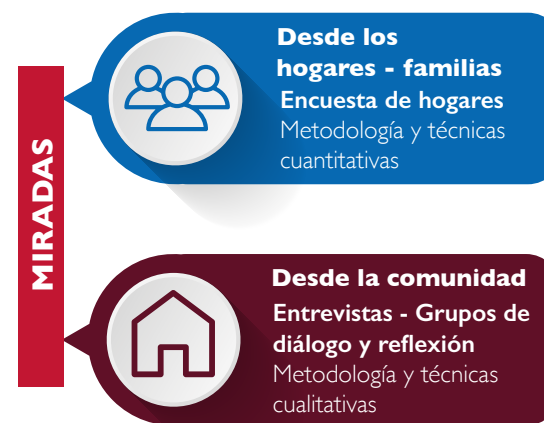 MIRADAS
Desde los
hogares - familias
Encuesta de hogares
Metodología y técnicas
cuantitativas
Desde la comunidad
Entrevistas - Grupos de
diálogo y reflexión
Metodología y técnicas
cualitativas